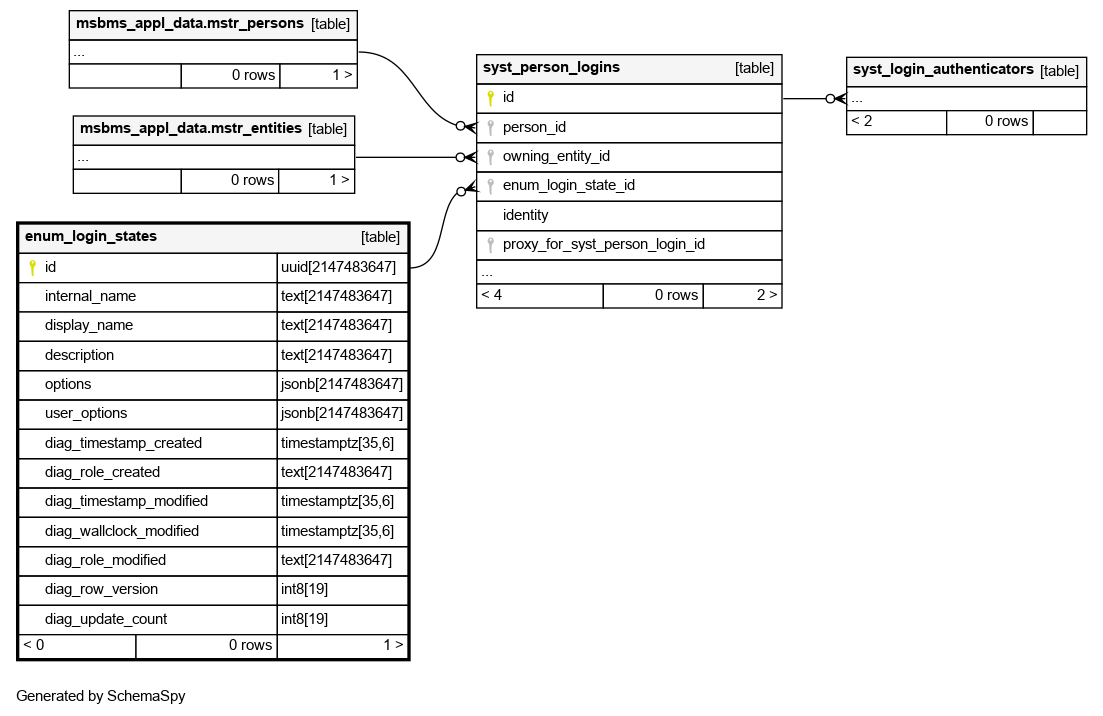 msbms_appl_data.mstr_persons [table]
...
0 rows 1 >
msbms_appl_data.mstr_entities [table]
...
0 rows 1 >
enum_login_states [table]
id uuid[2147483647]
internal_name text[2147483647]
display_name text[2147483647]
description text[2147483647]
options jsonb[2147483647]
user_options jsonb[2147483647]
diag_timestamp_created timestamptz[35,6]
diag_role_created text[2147483647]
diag_timestamp_modified timestamptz[35,6]
diag_wallclock_modified timestamptz[35,6]
diag_role_modified text[2147483647]
diag_row_version int8[19]
diag_update_count int8[19]
< 0 0 rows 1 >
syst_person_logins [table]
id
person_id
owning_entity_id
enum_login_state_id
identity
proxy_for_syst_person_login_id
...
< 4 0 rows 2 >
syst_login_authenticators [table]
...
< 2 0 rows
Generated by SchemaSpy